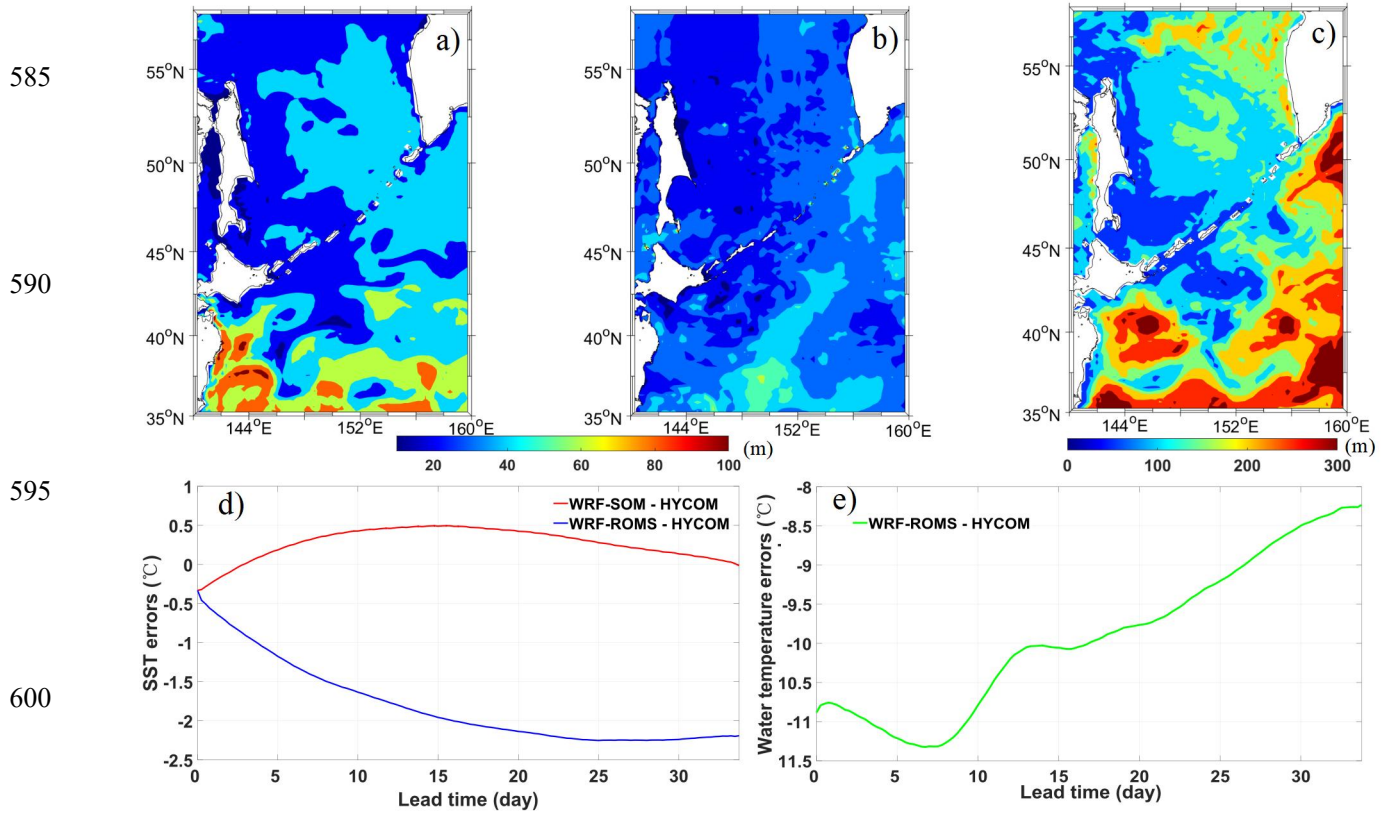 585
590
595
600
a)
55°N
50°N
45°N
40°N
35°N
144°E
152°E
160°E
b)
55°N
50°N
45°N
40°N
35°N
144°E
152°E
160°E
c)
55°N
50°N
45°N
40°N
35°N
144°E
152°E
160°E
20 40 60 80 100
(m)
0 100 200 300
(m)
d)
WRF-SOM - HYCOM
WRF-ROMS - HYCOM
SST errors (℃)
1
0.5
0
-0.5
-1
-1.5
-2
-2.5
0 5 10 15 20 25 30
Lead time (day)
e)
WRF-ROMS - HYCOM
Water temperature errors (℃)
-8
-8.5
-9
-9.5
-10
-10.5
-11
11.5
0 5 10 15 20 25 30
Lead time (day)